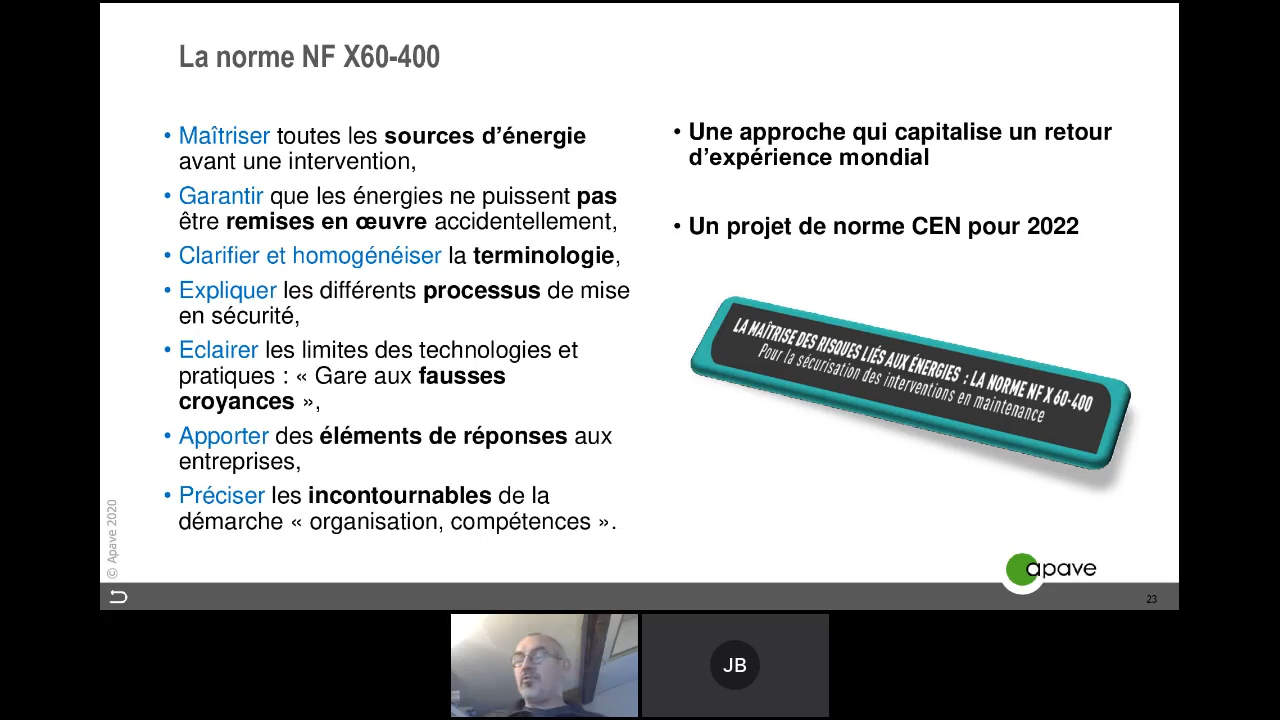 La norme NF X60-400
• Maîtriser toutes les sources d’énergie
avant une intervention,
• Garantir que les énergies ne puissent pas
être remises en œuvre accidentellement,
• Clarifier et homogénéiser la terminologie,
• Expliquer les différents processus de mise
en sécurité,
• Eclairer les limites des technologies et
pratiques : « Gare aux fausses
croyances »,
• Apporter des éléments de réponses aux
entreprises,
• Préciser les incontournables de la
démarche « organisation, compétences ».
• Une approche qui capitalise un retour
d’expérience mondial
• Un projet de norme CEN pour 2022
LA MAÎTRISE DES RISQUES LIÉS AUX ÉNERGIES : LA NORME NF X 60-400
Pour la sécurisation des interventions en maintenance
© Apave 2020
apave
23
JB